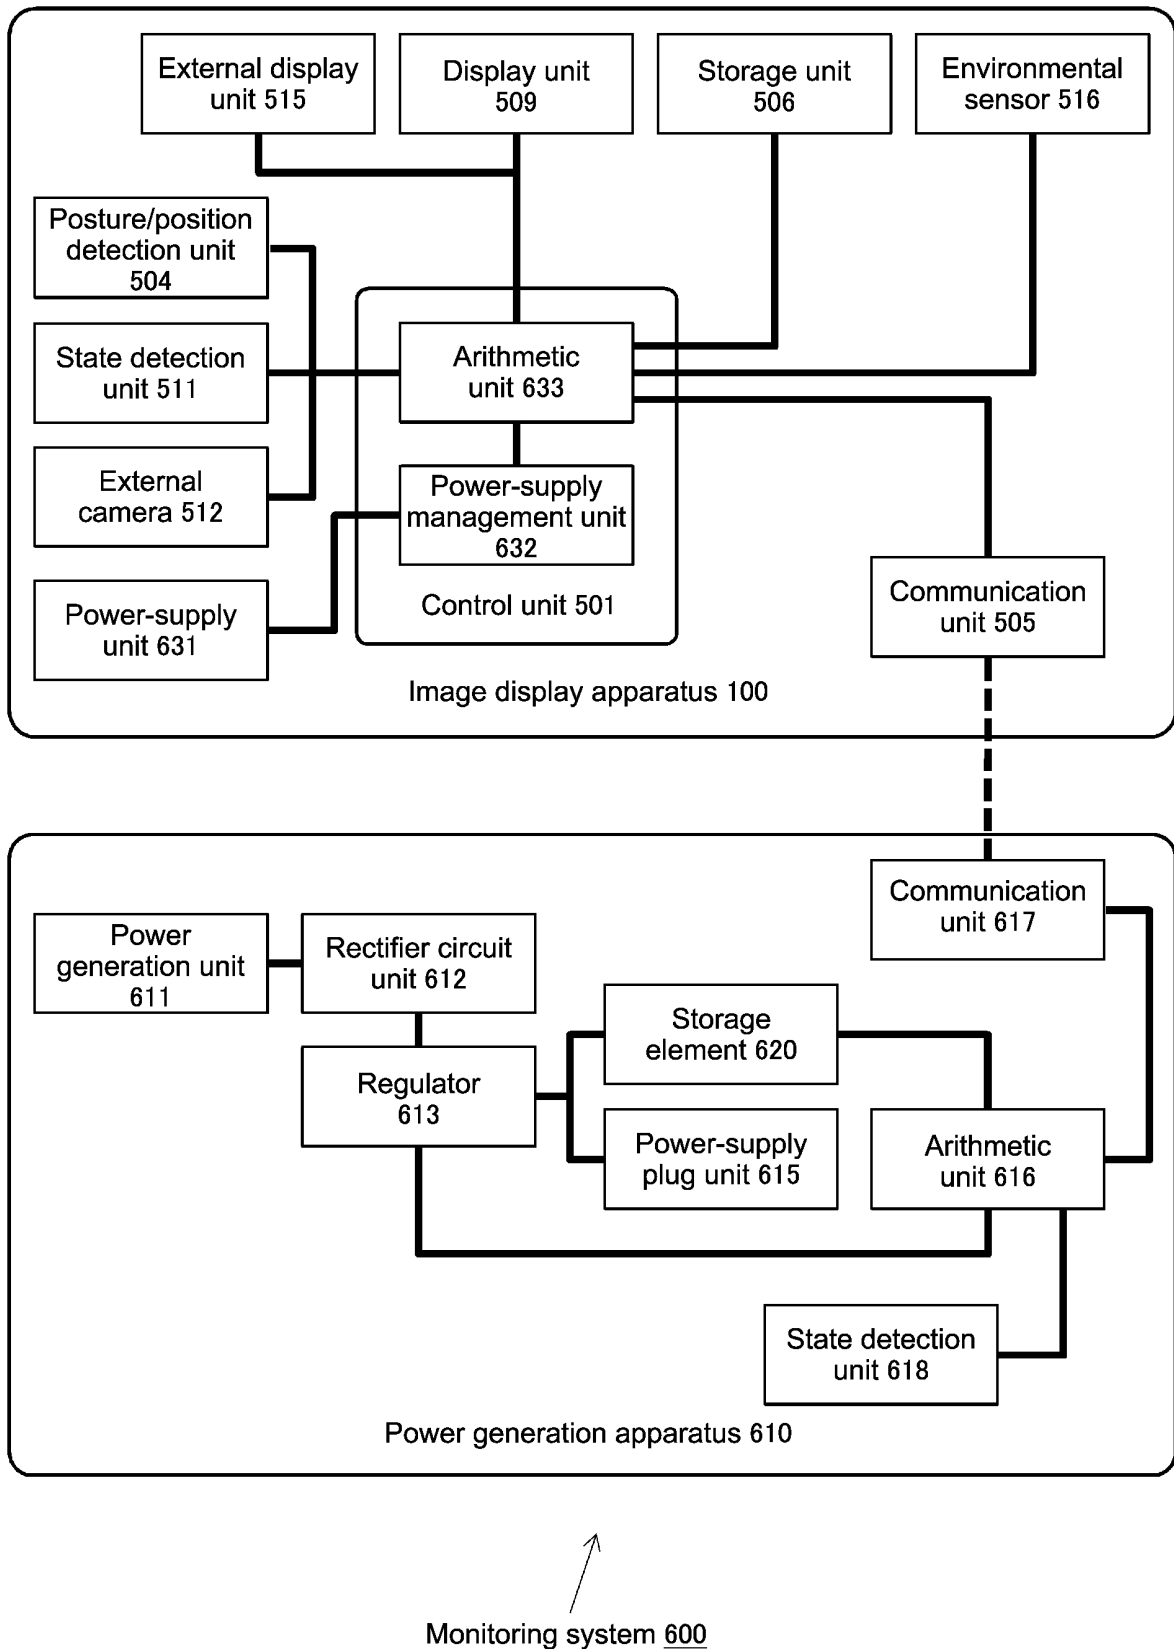 External display
unit 515
Display unit
509
Storage unit
506
Environmental
sensor 516
Posture/position
detection unit
504
State detection
unit 511
Arithmetic
unit 633
External
camera 512
Power-supply
management unit
632
Control unit 501
Power-supply
unit 631
Communication
unit 505
Image display apparatus 100
Communication
unit 617
Power
generation unit
611
Rectifier circuit
unit 612
Storage
element 620
Regulator
613
Power-supply
plug unit 615
Arithmetic
unit 616
State detection
unit 618
Power generation apparatus 610
Monitoring system 600